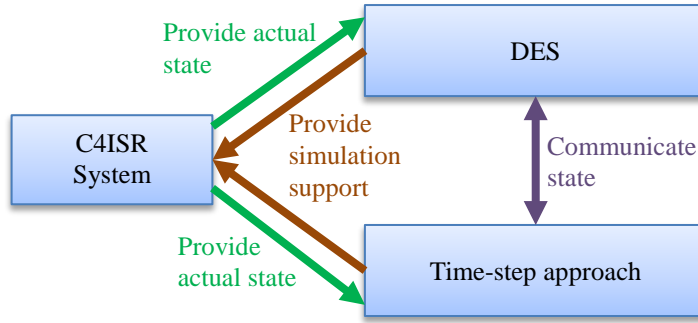 Provide actual
state
DES
C4ISR
System
Provide
simulation
support
Communicate
state
Provide
actual state
Time-step approach